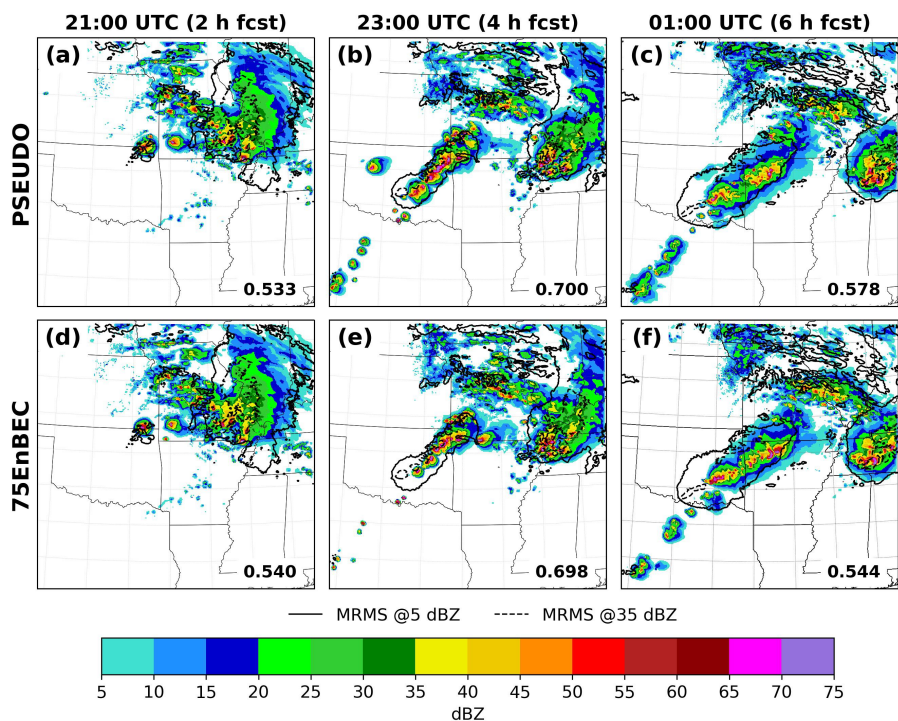 21:00 UTC (2 h fcst) 23:00 UTC (4 h fcst) 01:00 UTC (6 h fcst)
PSEUDO
(a) (b) (c)
0.533 0.700 0.578
75EnBEC
(d) (e) (f)
0.540 0.698 0.544
MRMS @5 dBZ MRMS @35 dBZ
5 10 15 20 25 30 35 40 45 50 55 60 65 70 75
dBZ